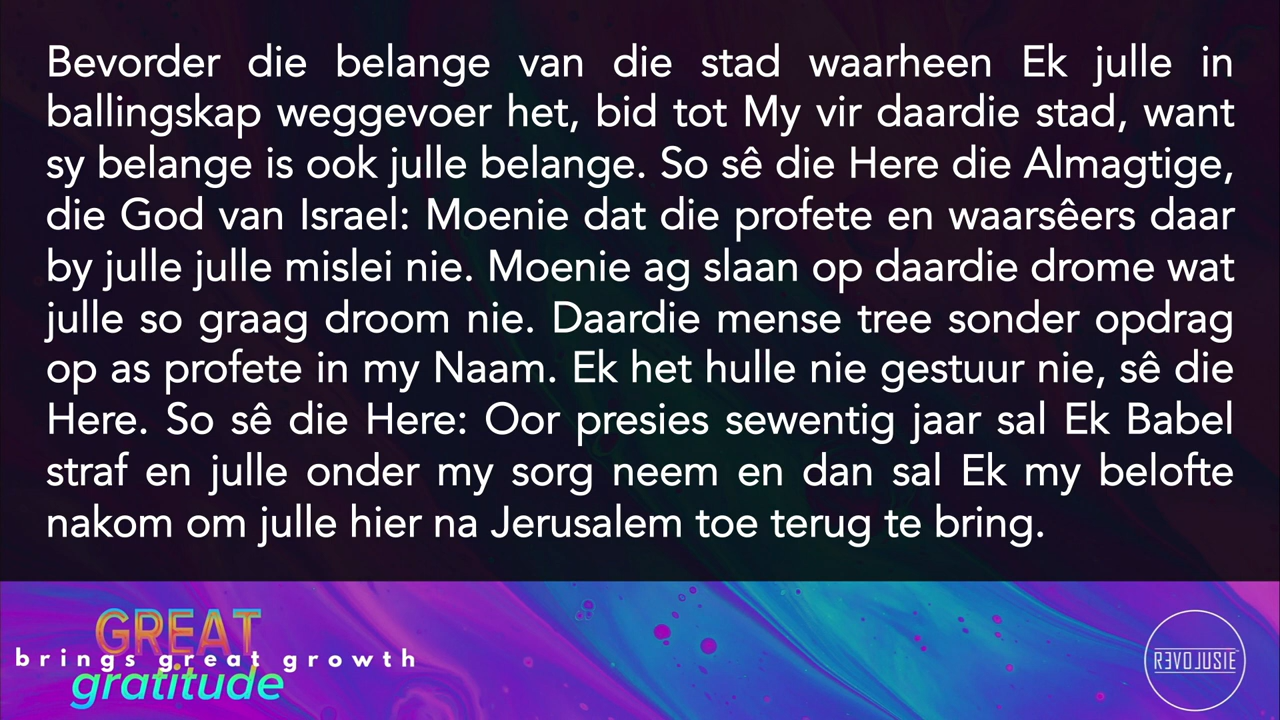 Bevorder die belange van die stad waarheen Ek julle in
ballingskap weggevoer het, bid tot My vir daardie stad, want
sy belange is ook julle belange. So sê die Here die Almagtige,
die God van Israel: Moenie dat die profete en waarsêers daar
by julle julle mislei nie. Moenie ag slaan op daardie drome wat
julle so graag droom nie. Daardie mense tree sonder opdrag
op as profete in my Naam. Ek het hulle nie gestuur nie, sê die
Here. So sê die Here: Oor presies sewentig jaar sal Ek Babel
straf en julle onder my sorg neem en dan sal Ek my belofte
nakom om julle hier na Jerusalem toe terug te bring.
GREAT
brings great growth
gratitude
REVOLUSIE